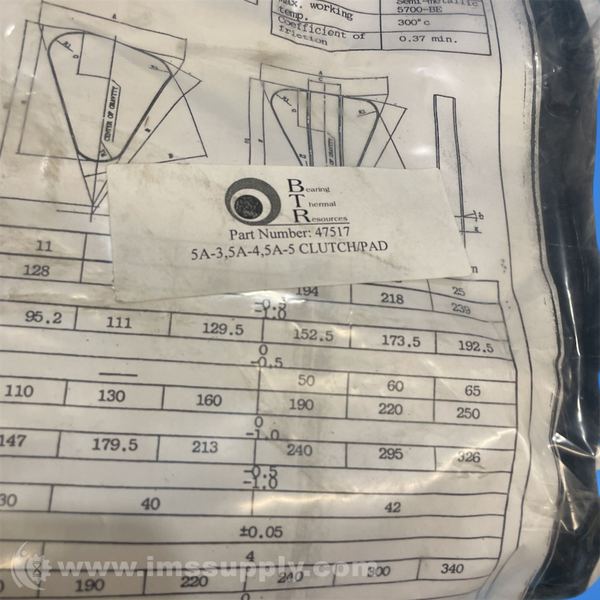 Max. working temp.
Semi-metallic 5700-BE
300°c
Coefficient of friction
0.37 min.
CENTER OF GRAVITY
CENTER OF GRAVITY
Bearing
Thermal
Resources
Part Number: 47517
5A-3,5A-4,5A-5 CLUTCH/PAD
11
128
194 218 239
25
-0.3
-1.0
95.2 111 129.5 152.5 173.5 192.5
0
-0.5
50 60 65
110 130 160 190 220 250
0
-1.0
147 179.5 213 240 295 326
-0.5
-1.0
30 40 42
±0.05
4
190 220 240 300 340
0
www.imssupply.com